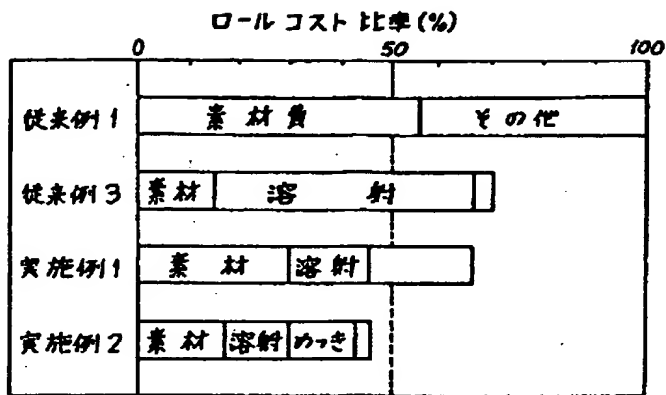 ロールコスト比率(%)
0 50 100
従来例1 素材費 その他
従来例3 素材 溶射
実施例1 素材 溶射
実施例2 素材 溶射 めっき